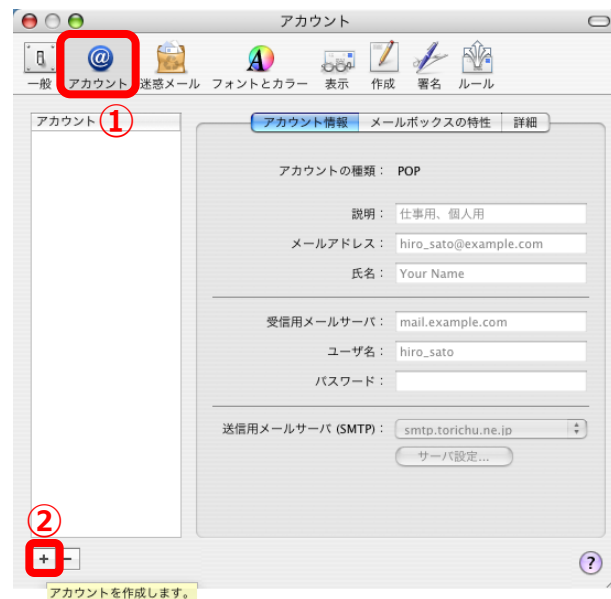 アカウント
一般 アカウント 迷惑メール フォントとカラー 表示 作成 署名 ルール
①
アカウント
アカウント情報 メールボックスの特性 詳細
アカウントの種類： POP
説明： 仕事用、個人用
メールアドレス： hiro_sato@example.com
氏名： Your Name
受信用メールサーバ： mail.example.com
ユーザ名： hiro_sato
パスワード：
送信用メールサーバ (SMTP)： smtp.torichu.ne.jp
サーバ設定...
②
+ −
?
アカウントを作成します。